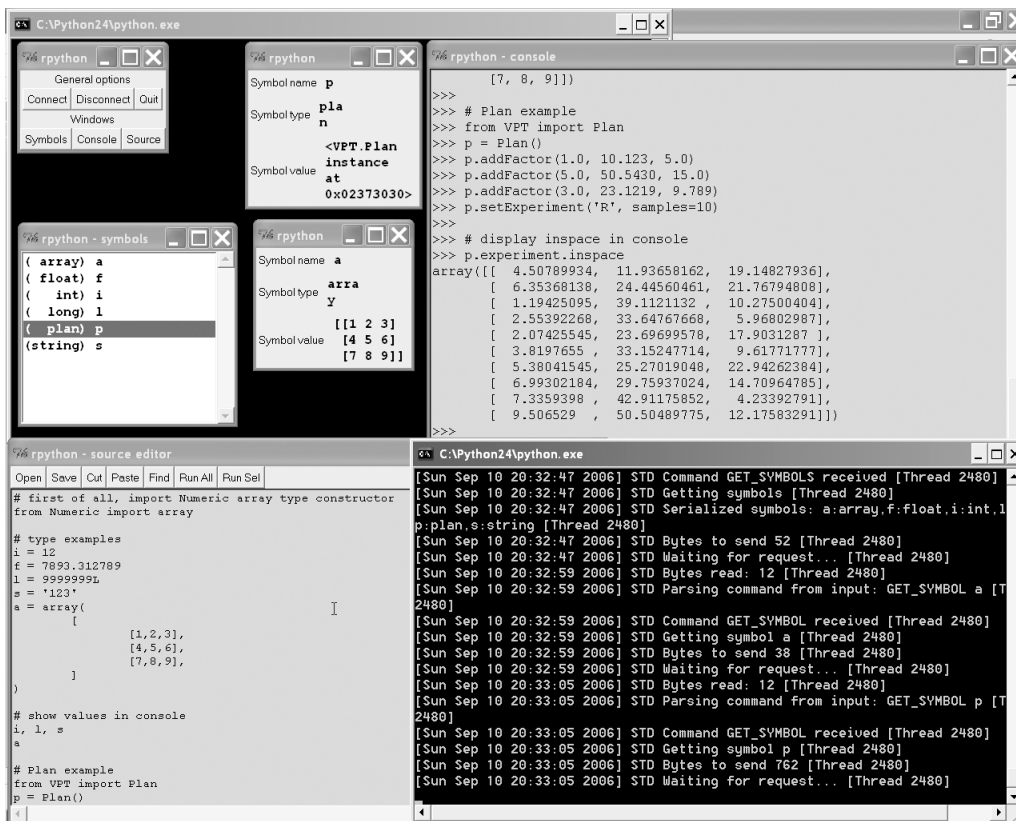 C:\Python24\python.exe
rpython
General options
Connect Disconnect Quit
Windows
Symbols Console Source
rpython
Symbol name p
Symbol type pla
n
Symbol value <VPT.Plan
instance
at
0x02373030>
rpython - symbols
( array) a
( float) f
(   int) i
(  long) l
(  plan) p
(string) s
rpython
Symbol name a
Symbol type arra
y
Symbol value [[1 2 3]
[4 5 6]
[7 8 9]]
rpython - console
[7, 8, 9]])
>>>
>>> # Plan example
>>> from VPT import Plan
>>> p = Plan()
>>> p.addFactor(1.0, 10.123, 5.0)
>>> p.addFactor(5.0, 50.5430, 15.0)
>>> p.addFactor(3.0, 23.1219, 9.789)
>>> p.setExperiment('R', samples=10)
>>>
>>> # display inspace in console
>>> p.experiment.inspace
array([[  4.50789934,  11.93658162,  19.14827936],
[  6.35368138,  24.44560461,  21.76794808],
[  1.19425095,  39.1121132 ,  10.27500404],
[  2.55392268,  33.64767668,   5.96802987],
[  2.07425545,  23.69699578,  17.9031287 ],
[  3.8197655 ,  33.15247714,   9.61771777],
[  5.38041545,  25.27019048,  22.94262384],
[  6.99302184,  29.75937024,  14.70964785],
[  7.3359398 ,  42.91175852,   4.23392791],
[  9.506529  ,  50.50489775,  12.17583291]])
>>>
rpython - source editor
Open Save Cut Paste Find Run All Run Sel
# first of all, import Numeric array type constructor
from Numeric import array
# type examples
i = 12
f = 7893.312789
l = 9999999L
s = '123'
a = array(
[
[1,2,3],
[4,5,6],
[7,8,9],
]
)
# show values in console
i, l, s
a
# Plan example
from VPT import Plan
p = Plan()
C:\Python24\python.exe
[Sun Sep 10 20:32:47 2006] STD Command GET_SYMBOLS received [Thread 2480]
[Sun Sep 10 20:32:47 2006] STD Getting symbols [Thread 2480]
[Sun Sep 10 20:32:47 2006] STD Serialized symbols: a:array,f:float,i:int,l
p:plan,s:string [Thread 2480]
[Sun Sep 10 20:32:47 2006] STD Bytes to send 52 [Thread 2480]
[Sun Sep 10 20:32:47 2006] STD Waiting for request... [Thread 2480]
[Sun Sep 10 20:32:59 2006] STD Bytes read: 12 [Thread 2480]
[Sun Sep 10 20:32:59 2006] STD Parsing command from input: GET_SYMBOL a [T
2480]
[Sun Sep 10 20:32:59 2006] STD Command GET_SYMBOL received [Thread 2480]
[Sun Sep 10 20:32:59 2006] STD Getting symbol a [Thread 2480]
[Sun Sep 10 20:32:59 2006] STD Bytes to send 38 [Thread 2480]
[Sun Sep 10 20:32:59 2006] STD Waiting for request... [Thread 2480]
[Sun Sep 10 20:33:05 2006] STD Bytes read: 12 [Thread 2480]
[Sun Sep 10 20:33:05 2006] STD Parsing command from input: GET_SYMBOL p [T
2480]
[Sun Sep 10 20:33:05 2006] STD Command GET_SYMBOL received [Thread 2480]
[Sun Sep 10 20:33:05 2006] STD Getting symbol p [Thread 2480]
[Sun Sep 10 20:33:05 2006] STD Bytes to send 762 [Thread 2480]
[Sun Sep 10 20:33:05 2006] STD Waiting for request... [Thread 2480]